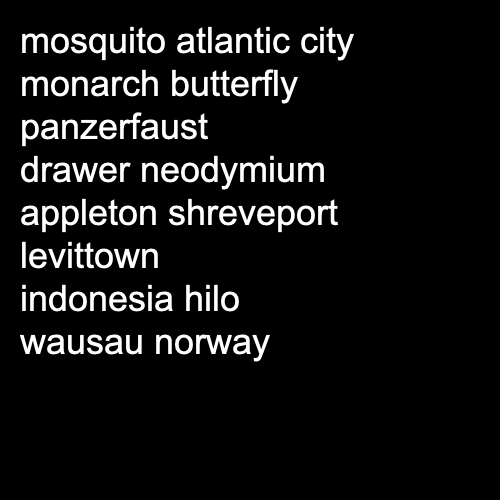 mosquito atlantic city
monarch butterfly
panzerfaust
drawer neodymium
appleton shreveport
levittown
indonesia hilo
wausau norway